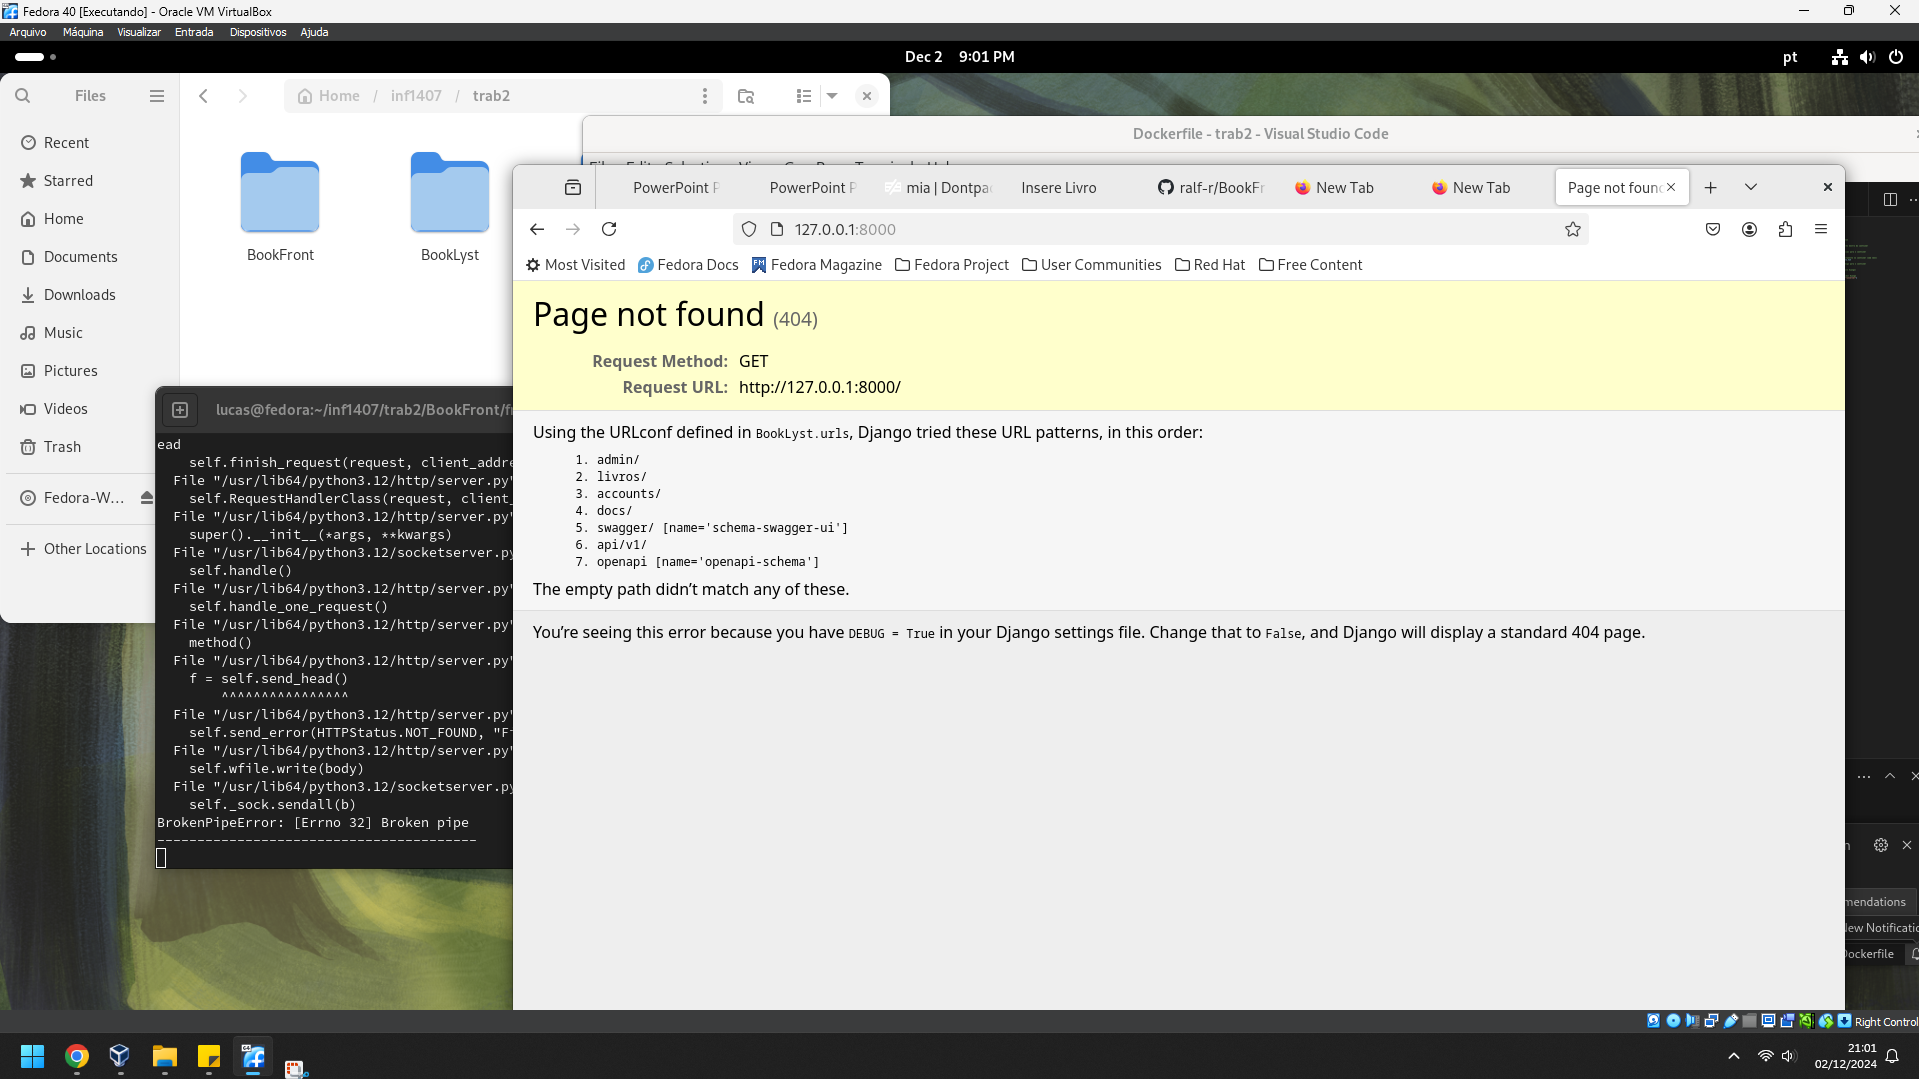 Fedora 40 [Executando] - Oracle VM VirtualBox
Arquivo Máquina Visualizar Entrada Dispositivos Ajuda
Dec 2 9:01 PM
pt
Files
Home / inf1407 / trab2
Recent
Starred
Home
Documents
Downloads
Music
Pictures
Videos
Trash
Fedora-W...
Other Locations
BookFront
BookLyst
Dockerfile - trab2 - Visual Studio Code
PowerPoint P
PowerPoint P
mia | Dontpa
Insere Livro
ralf-r/BookFr
New Tab
New Tab
Page not foun
127.0.0.1:8000
Most Visited
Fedora Docs
Fedora Magazine
Fedora Project
User Communities
Red Hat
Free Content
Page not found (404)
Request Method: GET
Request URL: http://127.0.0.1:8000/
Using the URLconf defined in BookLyst.urls, Django tried these URL patterns, in this order:
1. admin/
2. livros/
3. accounts/
4. docs/
5. swagger/ [name='schema-swagger-ui']
6. api/v1/
7. openapi [name='openapi-schema']
The empty path didn’t match any of these.
You’re seeing this error because you have DEBUG = True in your Django settings file. Change that to False, and Django will display a standard 404 page.
lucas@fedora:~/inf1407/trab2/BookFront/fr
ead
self.finish_request(request, client_addre
File "/usr/lib64/python3.12/http/server.py"
self.RequestHandlerClass(request, client_
File "/usr/lib64/python3.12/http/server.py"
super().__init__(*args, **kwargs)
File "/usr/lib64/python3.12/socketserver.py
self.handle()
File "/usr/lib64/python3.12/http/server.py"
self.handle_one_request()
File "/usr/lib64/python3.12/http/server.py"
method()
File "/usr/lib64/python3.12/http/server.py"
f = self.send_head()
^^^^^^^^^^^^^^^^
File "/usr/lib64/python3.12/http/server.py"
self.send_error(HTTPStatus.NOT_FOUND, "F
File "/usr/lib64/python3.12/http/server.py"
self.wfile.write(body)
File "/usr/lib64/python3.12/socketserver.py
self._sock.sendall(b)
BrokenPipeError: [Errno 32] Broken pipe
----------------------------------------
mendations
New Notificatio
Dockerfile
Right Control
21:01
02/12/2024